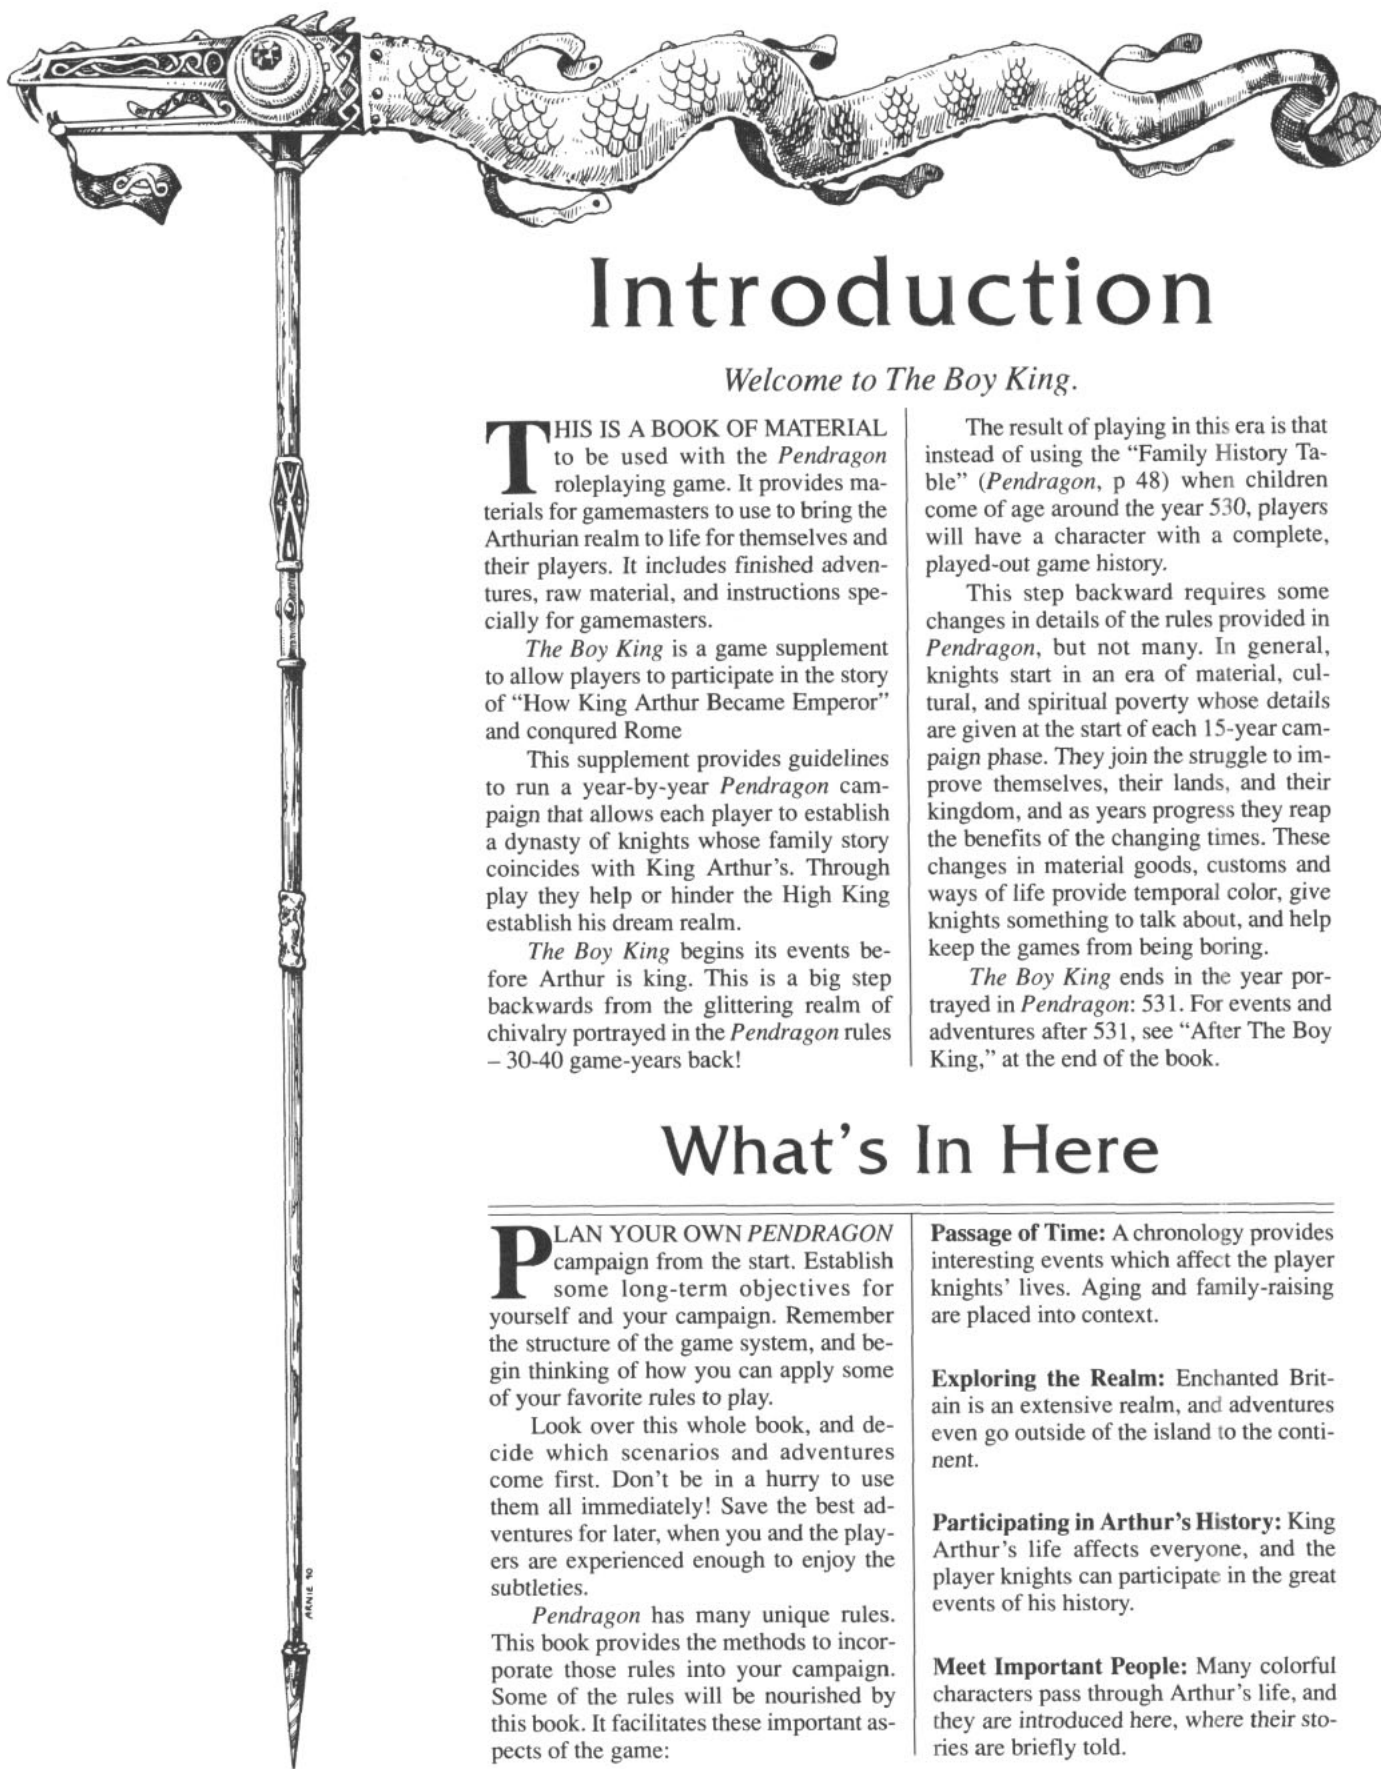 Introduction
Welcome to The Boy King.
THIS IS A BOOK OF MATERIAL
to be used with the Pendragon
roleplaying game. It provides ma-
terials for gamemasters to use to bring the
Arthurian realm to life for themselves and
their players. It includes finished adven-
tures, raw material, and instructions spe-
cially for gamemasters.
The Boy King is a game supplement
to allow players to participate in the story
of “How King Arthur Became Emperor”
and conqured Rome
This supplement provides guidelines
to run a year-by-year Pendragon cam-
paign that allows each player to establish
a dynasty of knights whose family story
coincides with King Arthur's. Through
play they help or hinder the High King
establish his dream realm.
The Boy King begins its events be-
fore Arthur is king. This is a big step
backwards from the glittering realm of
chivalry portrayed in the Pendragon rules
– 30-40 game-years back!
The result of playing in this era is that
instead of using the “Family History Ta-
ble” (Pendragon, p 48) when children
come of age around the year 530, players
will have a character with a complete,
played-out game history.
This step backward requires some
changes in details of the rules provided in
Pendragon, but not many. In general,
knights start in an era of material, cul-
tural, and spiritual poverty whose details
are given at the start of each 15-year cam-
paign phase. They join the struggle to im-
prove themselves, their lands, and their
kingdom, and as years progress they reap
the benefits of the changing times. These
changes in material goods, customs and
ways of life provide temporal color, give
knights something to talk about, and help
keep the games from being boring.
The Boy King ends in the year por-
trayed in Pendragon: 531. For events and
adventures after 531, see “After The Boy
King,” at the end of the book.
What's In Here
PLAN YOUR OWN PENDRAGON
campaign from the start. Establish
some long-term objectives for
yourself and your campaign. Remember
the structure of the game system, and be-
gin thinking of how you can apply some
of your favorite rules to play.
Look over this whole book, and de-
cide which scenarios and adventures
come first. Don't be in a hurry to use
them all immediately! Save the best ad-
ventures for later, when you and the play-
ers are experienced enough to enjoy the
subtleties.
Pendragon has many unique rules.
This book provides the methods to incor-
porate those rules into your campaign.
Some of the rules will be nourished by
this book. It facilitates these important as-
pects of the game:
Passage of Time: A chronology provides
interesting events which affect the player
knights' lives. Aging and family-raising
are placed into context.
Exploring the Realm: Enchanted Brit-
ain is an extensive realm, and adventures
even go outside of the island to the conti-
nent.
Participating in Arthur's History: King
Arthur's life affects everyone, and the
player knights can participate in the great
events of his history.
Meet Important People: Many colorful
characters pass through Arthur's life, and
they are introduced here, where their sto-
ries are briefly told.
ARNIE 90